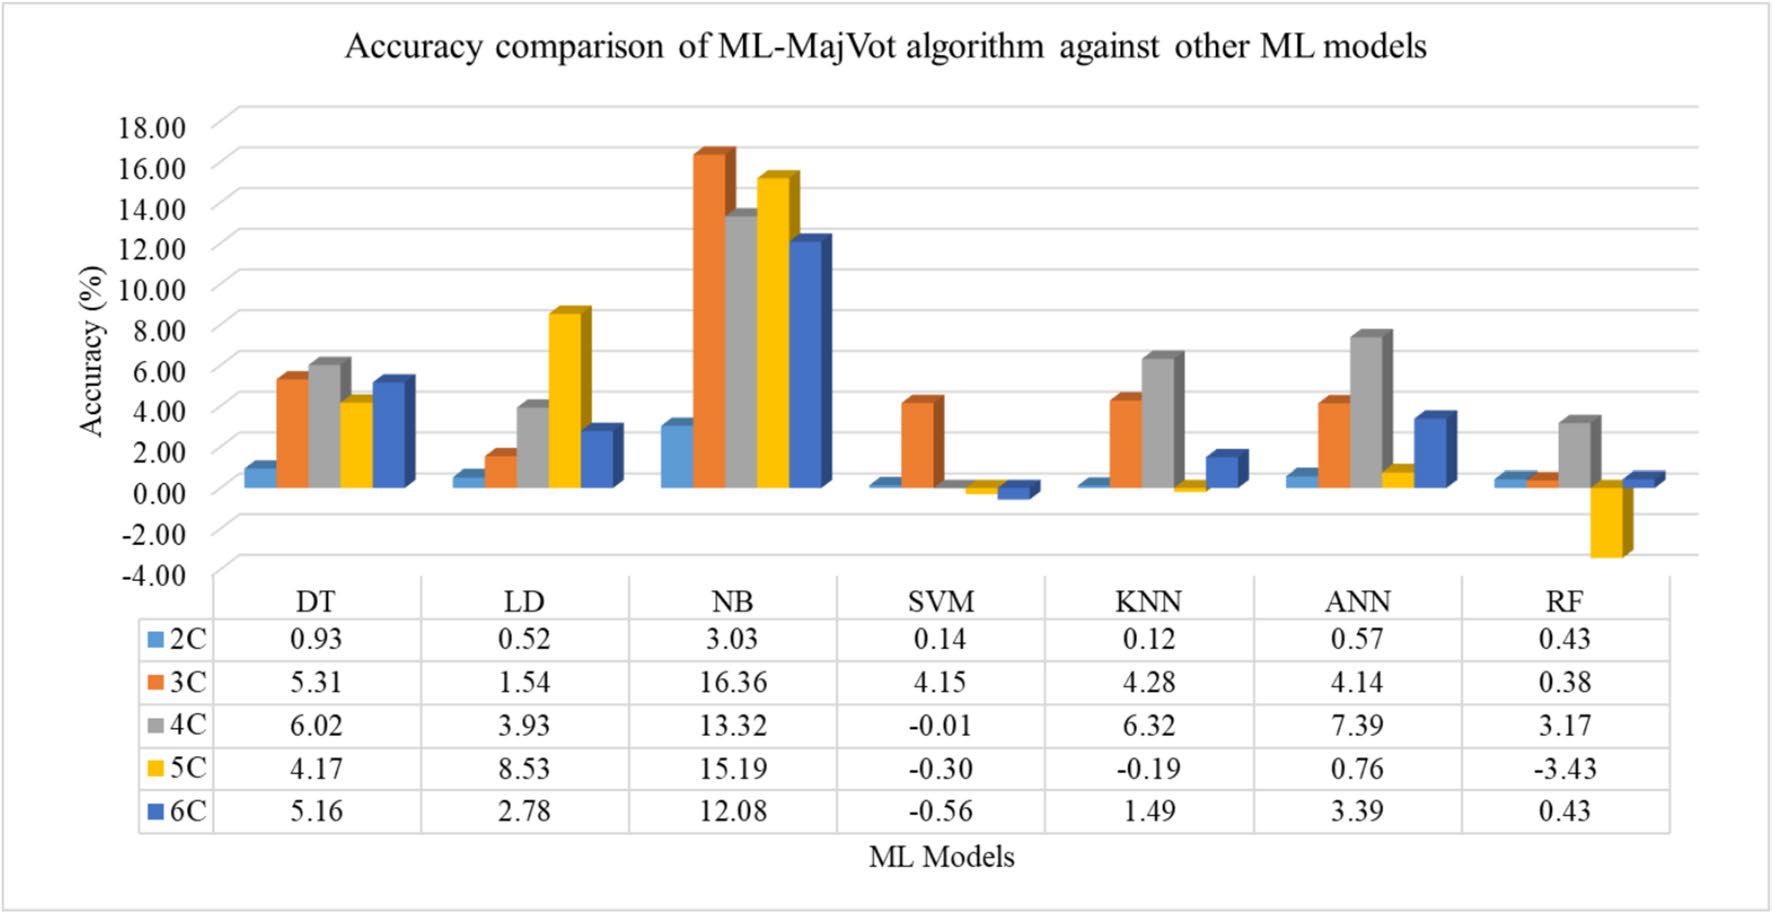 Accuracy comparison of ML-MajVot algorithm against other ML models
Accuracy (%)
18.00
16.00
14.00
12.00
10.00
8.00
6.00
4.00
2.00
0.00
-2.00
-4.00
DT LD NB SVM KNN ANN RF
2C 0.93 0.52 3.03 0.14 0.12 0.57 0.43
3C 5.31 1.54 16.36 4.15 4.28 4.14 0.38
4C 6.02 3.93 13.32 -0.01 6.32 7.39 3.17
5C 4.17 8.53 15.19 -0.30 -0.19 0.76 -3.43
6C 5.16 2.78 12.08 -0.56 1.49 3.39 0.43
ML Models